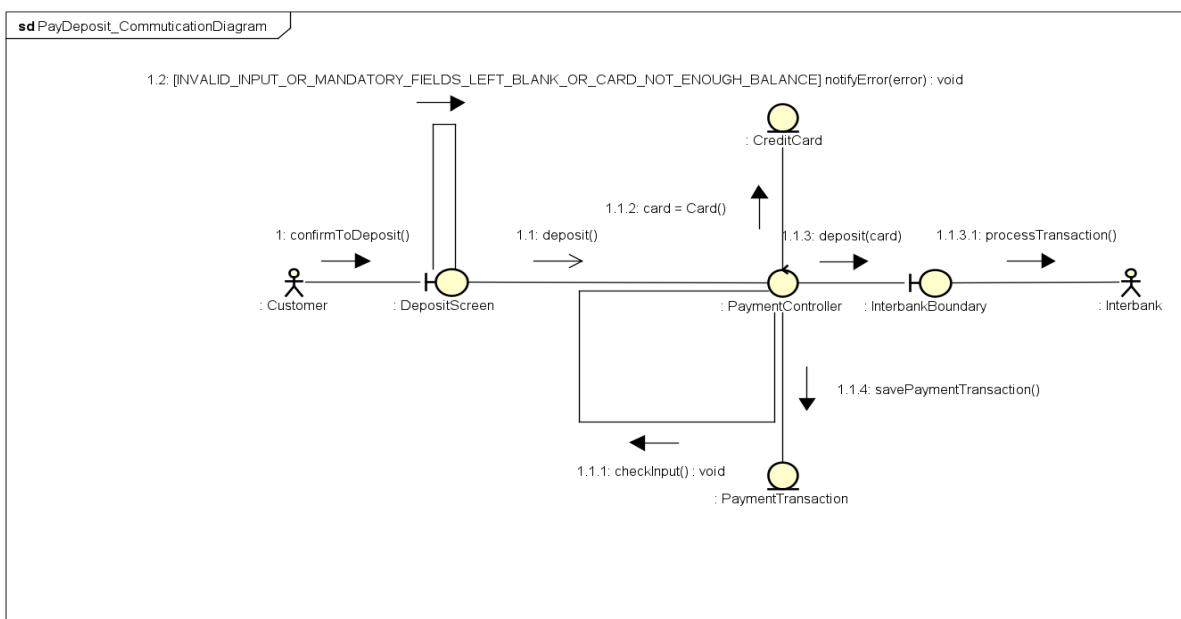 sd PayDeposit_CommuticationDiagram
1.2: [INVALID_INPUT_OR_MANDATORY_FIELDS_LEFT_BLANK_OR_CARD_NOT_ENOUGH_BALANCE] notifyError(error) : void
: CreditCard
1.1.2: card = Card()
1: confirmToDeposit()
1.1: deposit()
1.1.3: deposit(card)
1.1.3.1: processTransaction()
: Customer
: DepositScreen
: PaymentController
: InterbankBoundary
: Interbank
1.1.4: savePaymentTransaction()
1.1.1: checkInput() : void
: PaymentTransaction